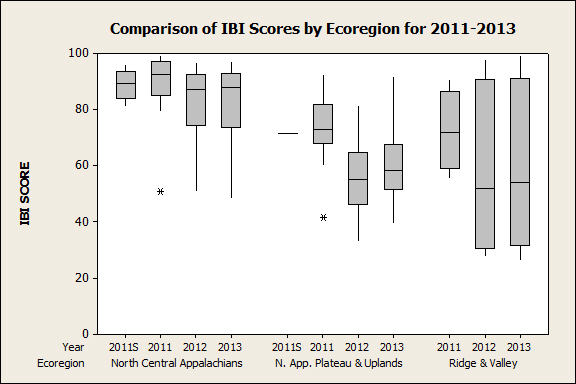 Comparison of IBI Scores by Ecoregion for 2011-2013
IBI SCORE
100
80
60
40
20
0
Year 2011S 2011 2012 2013 2011S 2011 2012 2013 2011 2012 2013
Ecoregion North Central Appalachians N. App. Plateau & Uplands Ridge & Valley